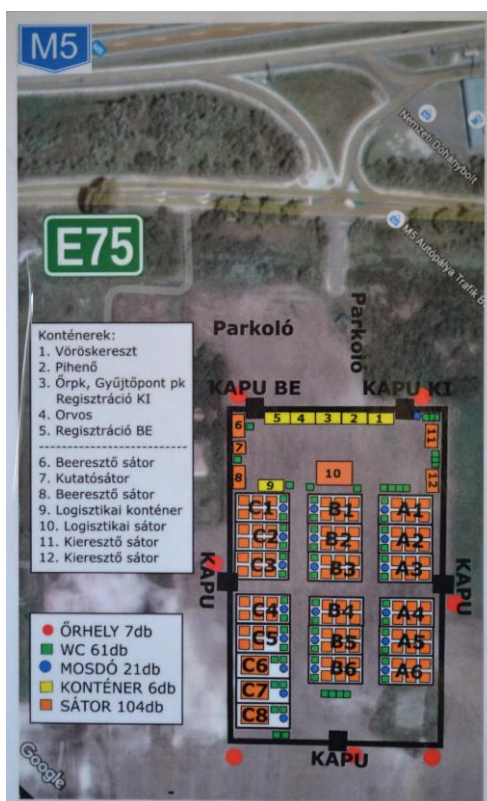 M5
M5
Nemzeti Dohánybolt
E75
M5 Autópálya Trafik
Parkoló
Parkoló
KAPU BE
KAPU KI
Konténerek:
1. Vöröskereszt
2. Pihenő
3. Őrpk, Gyűjtőpont pk
Regisztráció KI
4. Orvos
5. Regisztráció BE
--------------------
6. Beeresztő sátor
7. Kutatósátor
8. Beeresztő sátor
9. Logisztikai konténer
10. Logisztikai sátor
11. Kieresztő sátor
12. Kieresztő sátor
6
5 4 3 2 1
11
7
8
10
12
9
C1 B1 A1
C2 B2 A2
C3 B3 A3
KAPU
KAPU
C4 B4 A4
C5 B5 A5
C6 B6 A6
C7
C8
KAPU
ŐRHELY 7db
WC 61db
MOSDÓ 21db
KONTÉNER 6db
SÁTOR 104db
Google